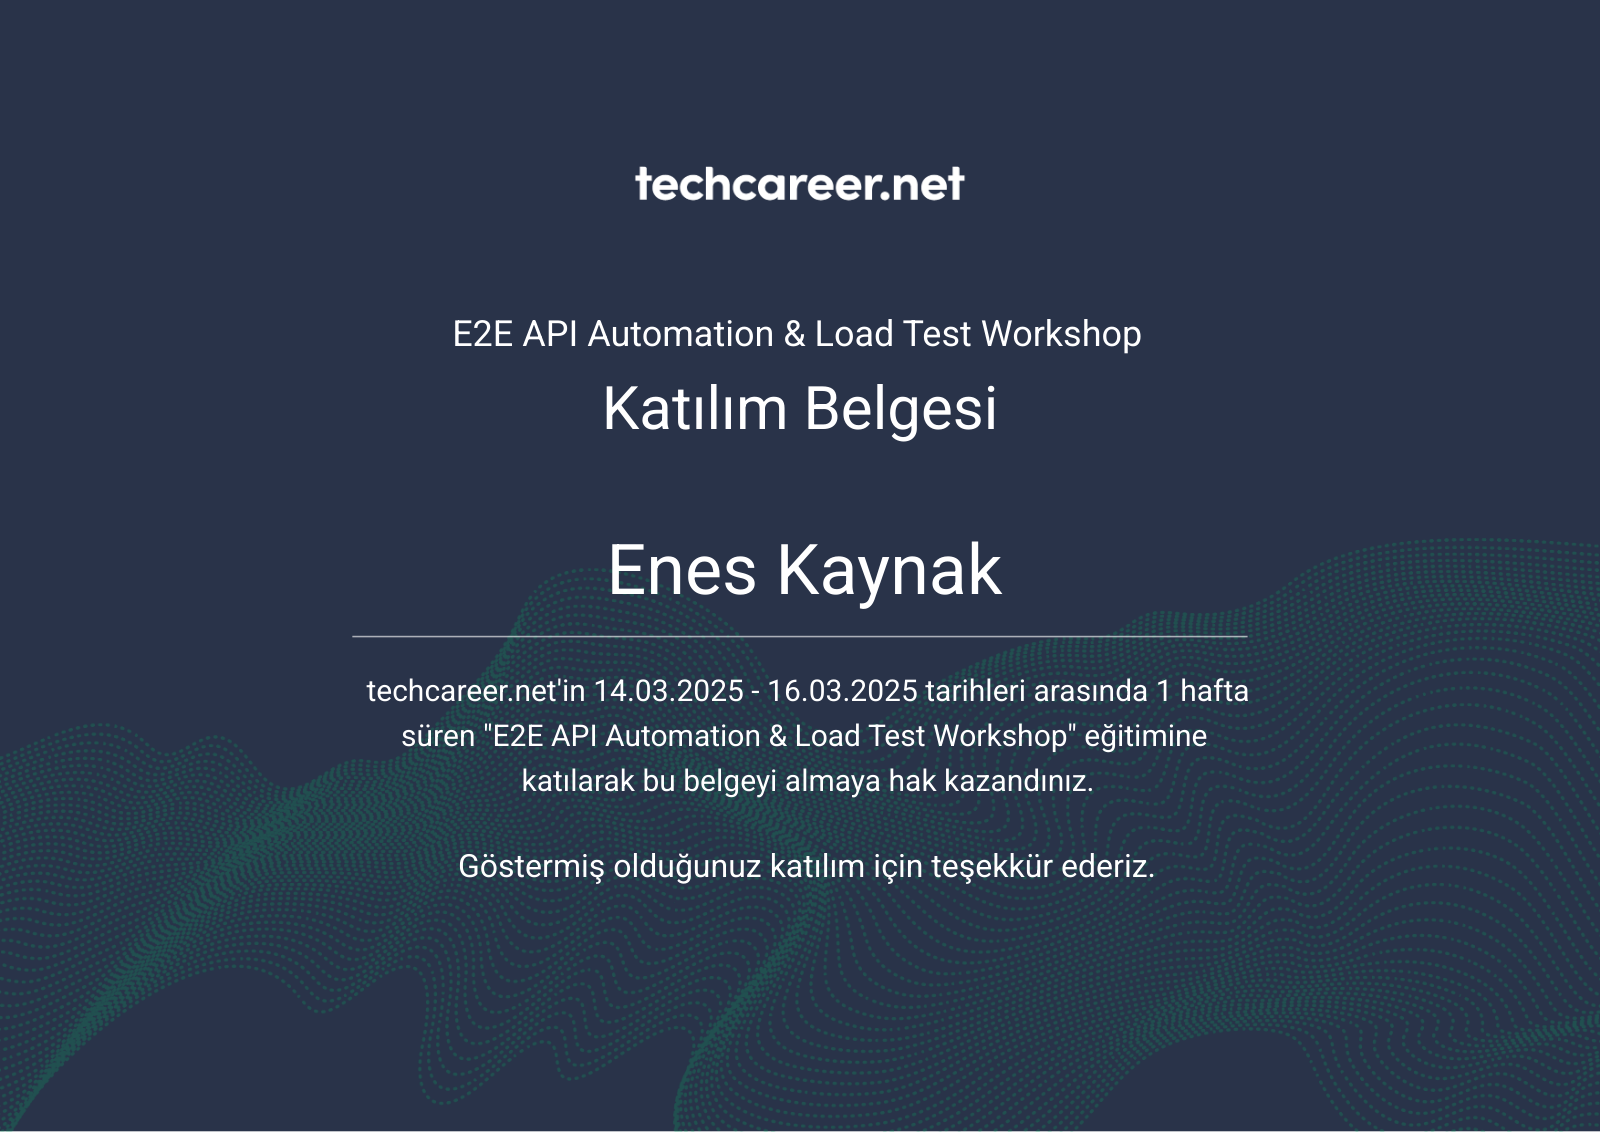 techcareer.net
E2E API Automation & Load Test Workshop
Katılım Belgesi
Enes Kaynak
techcareer.net'in 14.03.2025 - 16.03.2025 tarihleri arasında 1 hafta
süren "E2E API Automation & Load Test Workshop" eğitimine
katılarak bu belgeyi almaya hak kazandınız.
Göstermiş olduğunuz katılım için teşekkür ederiz.